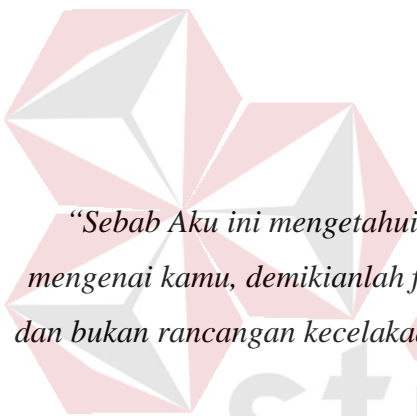 “Sebab Aku ini mengetahui
mengenai kamu, demikianlah f
dan bukan rancangan kecelaka